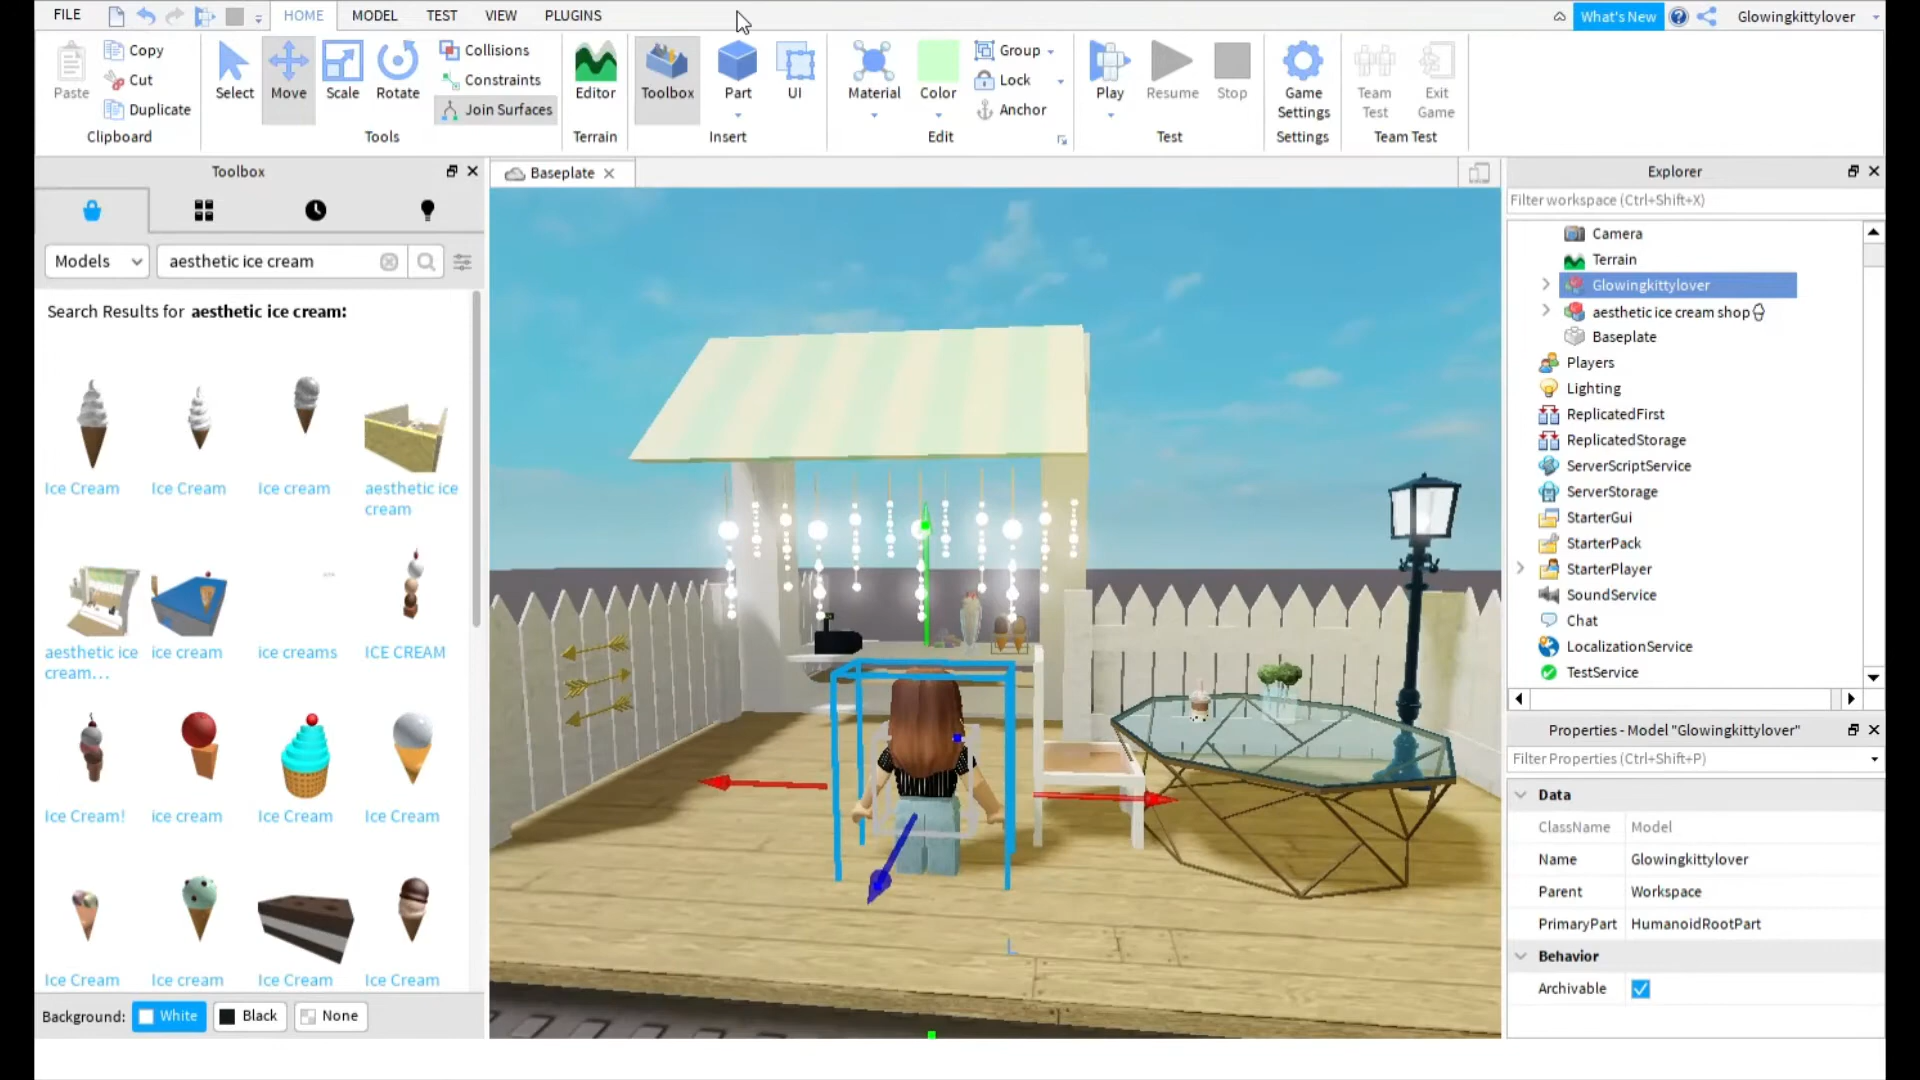 FILE HOME MODEL TEST VIEW PLUGINS What's New Glowingkittylover
Paste Copy Cut Duplicate
Clipboard
Select Move Scale Rotate
Collisions
Constraints
Join Surfaces
Tools
Editor
Terrain
Toolbox Part UI
Insert
Material Color
Group
Lock
Anchor
Edit
Play Resume Stop
Test
Game Settings
Settings
Team Test
Exit Game
Team Test
Toolbox
Models
aesthetic ice cream
Search Results for aesthetic ice cream:
Ice Cream
Ice Cream
Ice cream
aesthetic ice cream
aesthetic ice cream...
ice cream
ice creams
ICE CREAM
Ice Cream!
ice cream
Ice Cream
Ice Cream
Ice Cream
Ice cream
Ice Cream
Ice Cream
Background: White Black None
Baseplate
Explorer
Filter workspace (Ctrl+Shift+X)
Camera
Terrain
Glowingkittylover
aesthetic ice cream shop
Baseplate
Players
Lighting
ReplicatedFirst
ReplicatedStorage
ServerScriptService
ServerStorage
StarterGui
StarterPack
StarterPlayer
SoundService
Chat
LocalizationService
TestService
Properties - Model "Glowingkittylover"
Filter Properties (Ctrl+Shift+P)
Data
ClassName Model
Name Glowingkittylover
Parent Workspace
PrimaryPart HumanoidRootPart
Behavior
Archivable